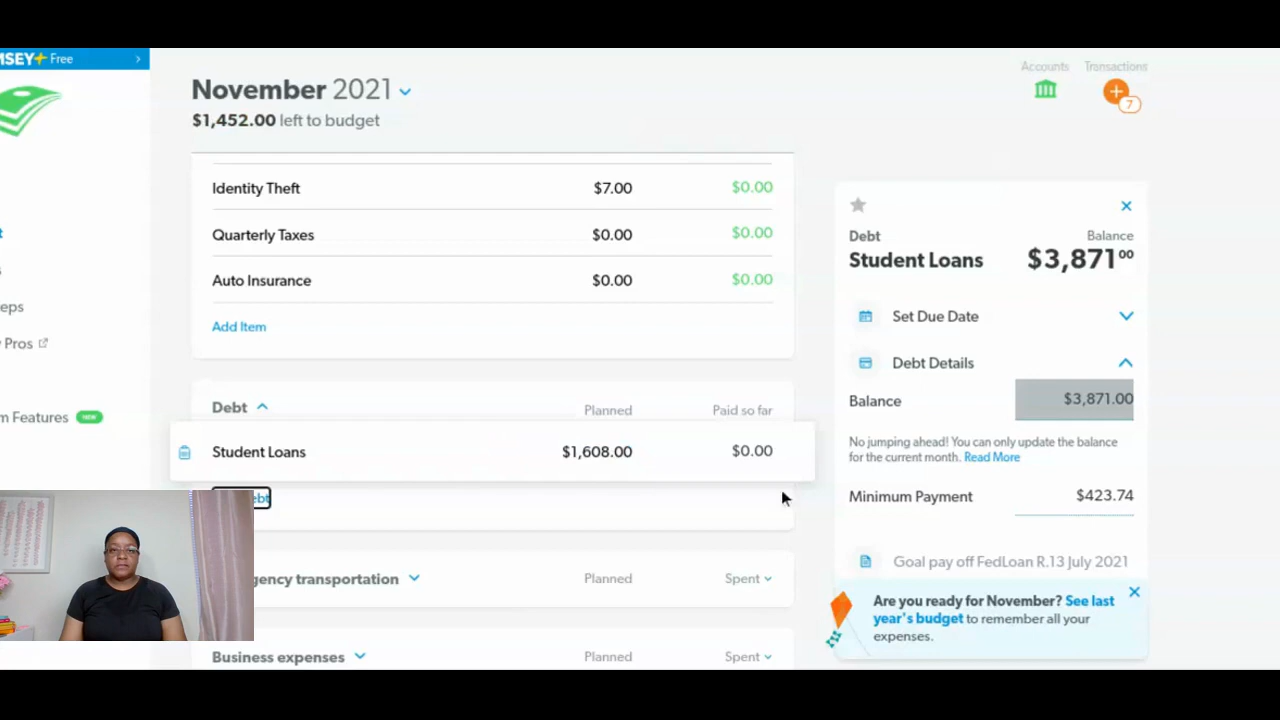 MSEY+ Free
November 2021
$1,452.00 left to budget
Accounts
Transactions
7
Identity Theft $7.00 $0.00
Quarterly Taxes $0.00 $0.00
Auto Insurance $0.00 $0.00
Add Item
eps
Pros
m Features NEW
Debt Planned Paid so far
Student Loans $1,608.00 $0.00
ebt
gency transportation Planned Spent
Business expenses Planned Spent
Debt Balance
Student Loans $3,871.00
Set Due Date
Debt Details
Balance $3,871.00
No jumping ahead! You can only update the balance
for the current month. Read More
Minimum Payment $423.74
Goal pay off FedLoan R.13 July 2021
Are you ready for November? See last
year's budget to remember all your
expenses.